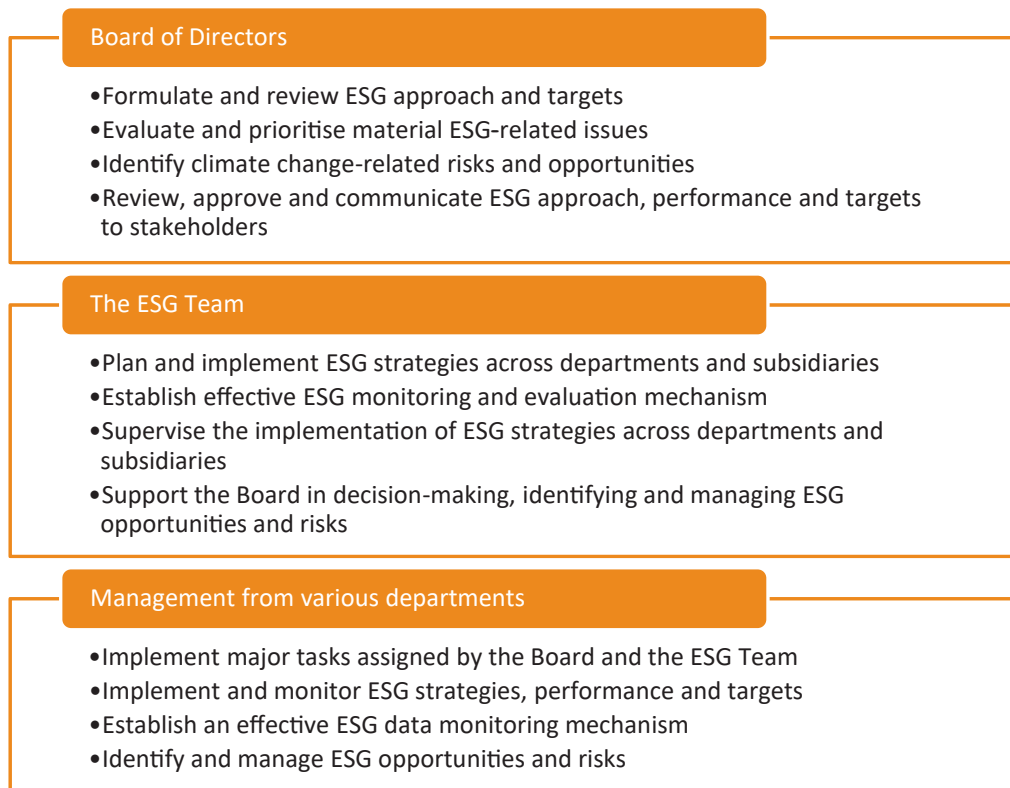 Board of Directors
•Formulate and review ESG approach and targets
•Evaluate and prioritise material ESG-related issues
•Identify climate change-related risks and opportunities
•Review, approve and communicate ESG approach, performance and targets
to stakeholders
The ESG Team
•Plan and implement ESG strategies across departments and subsidiaries
•Establish effective ESG monitoring and evaluation mechanism
•Supervise the implementation of ESG strategies across departments and
subsidiaries
•Support the Board in decision-making, identifying and managing ESG
opportunities and risks
Management from various departments
•Implement major tasks assigned by the Board and the ESG Team
•Implement and monitor ESG strategies, performance and targets
•Establish an effective ESG data monitoring mechanism
•Identify and manage ESG opportunities and risks